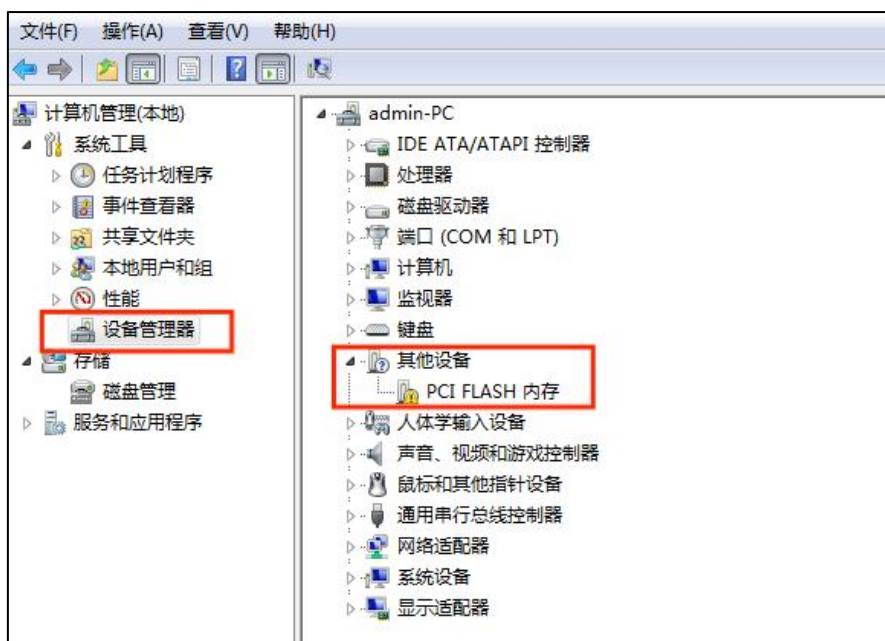 文件(F) 操作(A) 查看(V) 帮助(H)
计算机管理(本地)
系统工具
任务计划程序
事件查看器
共享文件夹
本地用户和组
性能
设备管理器
存储
磁盘管理
服务和应用程序
admin-PC
IDE ATA/ATAPI 控制器
处理器
磁盘驱动器
端口 (COM 和 LPT)
计算机
监视器
键盘
其他设备
PCI FLASH 内存
人体学输入设备
声音、视频和游戏控制器
鼠标和其他指针设备
通用串行总线控制器
网络适配器
系统设备
显示适配器